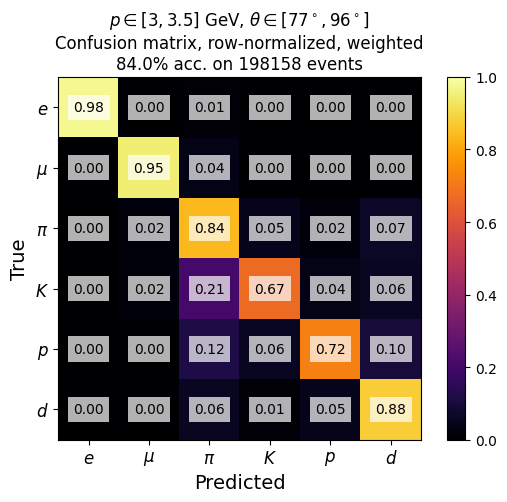 p ∈ [3, 3.5] GeV, θ ∈ [77°, 96°]
Confusion matrix, row-normalized, weighted
84.0% acc. on 198158 events
e 0.98 0.00 0.01 0.00 0.00 0.00
μ 0.00 0.95 0.04 0.00 0.00 0.00
π 0.00 0.02 0.84 0.05 0.02 0.07
K 0.00 0.02 0.21 0.67 0.04 0.06
p 0.00 0.00 0.12 0.06 0.72 0.10
d 0.00 0.00 0.06 0.01 0.05 0.88
e μ π K p d
Predicted
True
1.0
0.8
0.6
0.4
0.2
0.0